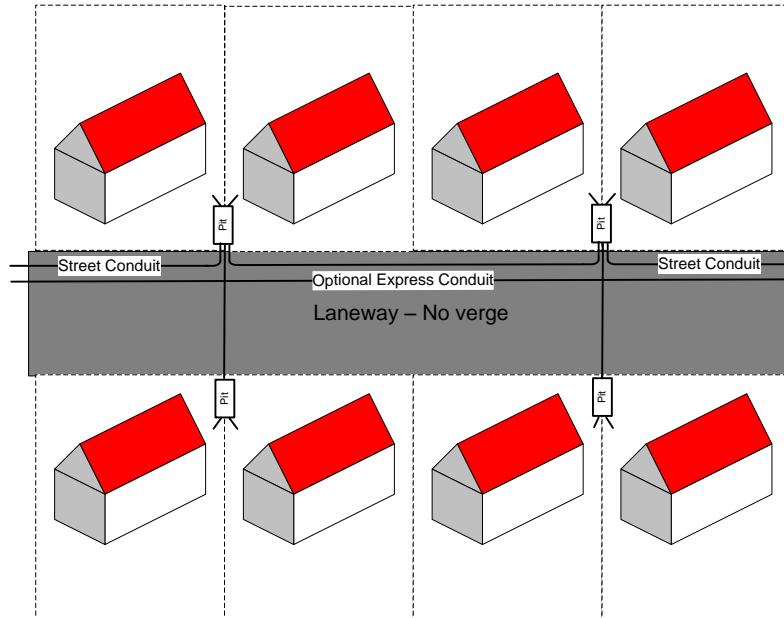 Pit
Pit
Street Conduit
Street Conduit
Optional Express Conduit
Laneway – No verge
Pit
Pit